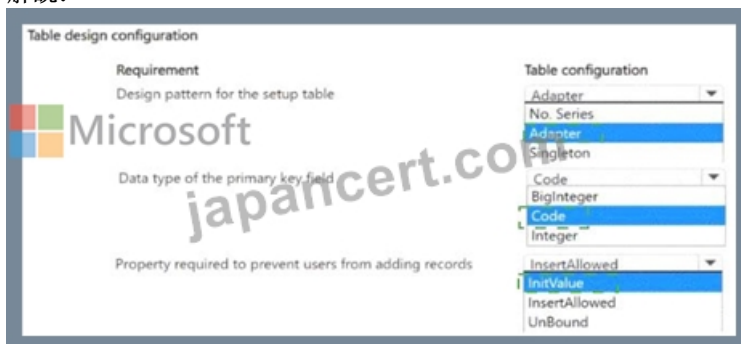 解説:
Table design configuration
Requirement Table configuration
Design pattern for the setup table Adapter
No. Series
Adapter
Singleton
Microsoft
Data type of the primary key field Code
BigInteger
Code
Integer
japancert.com
Property required to prevent users from adding records InsertAllowed
InitValue
InsertAllowed
UnBound